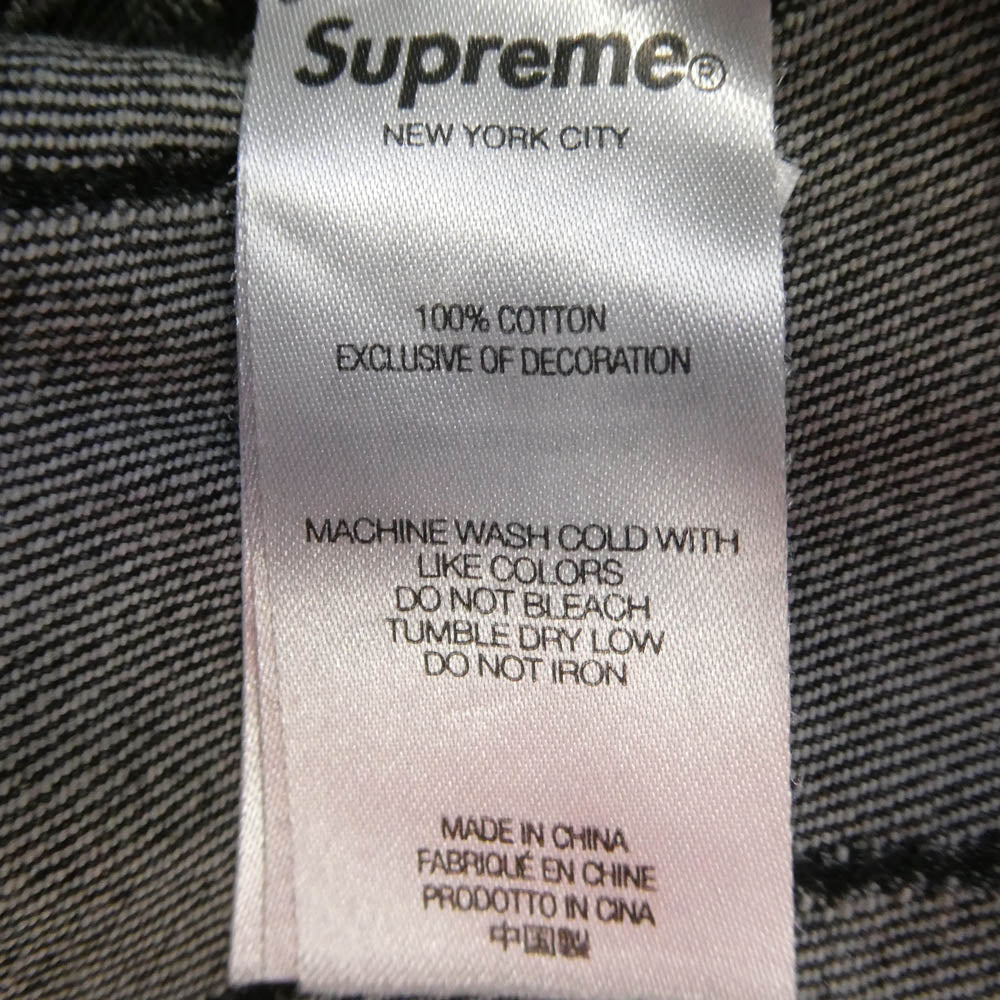 Supreme®
NEW YORK CITY
100% COTTON
EXCLUSIVE OF DECORATION
MACHINE WASH COLD WITH
LIKE COLORS
DO NOT BLEACH
TUMBLE DRY LOW
DO NOT IRON
MADE IN CHINA
FABRIQUÉ EN CHINE
PRODOTTO IN CINA
中国製